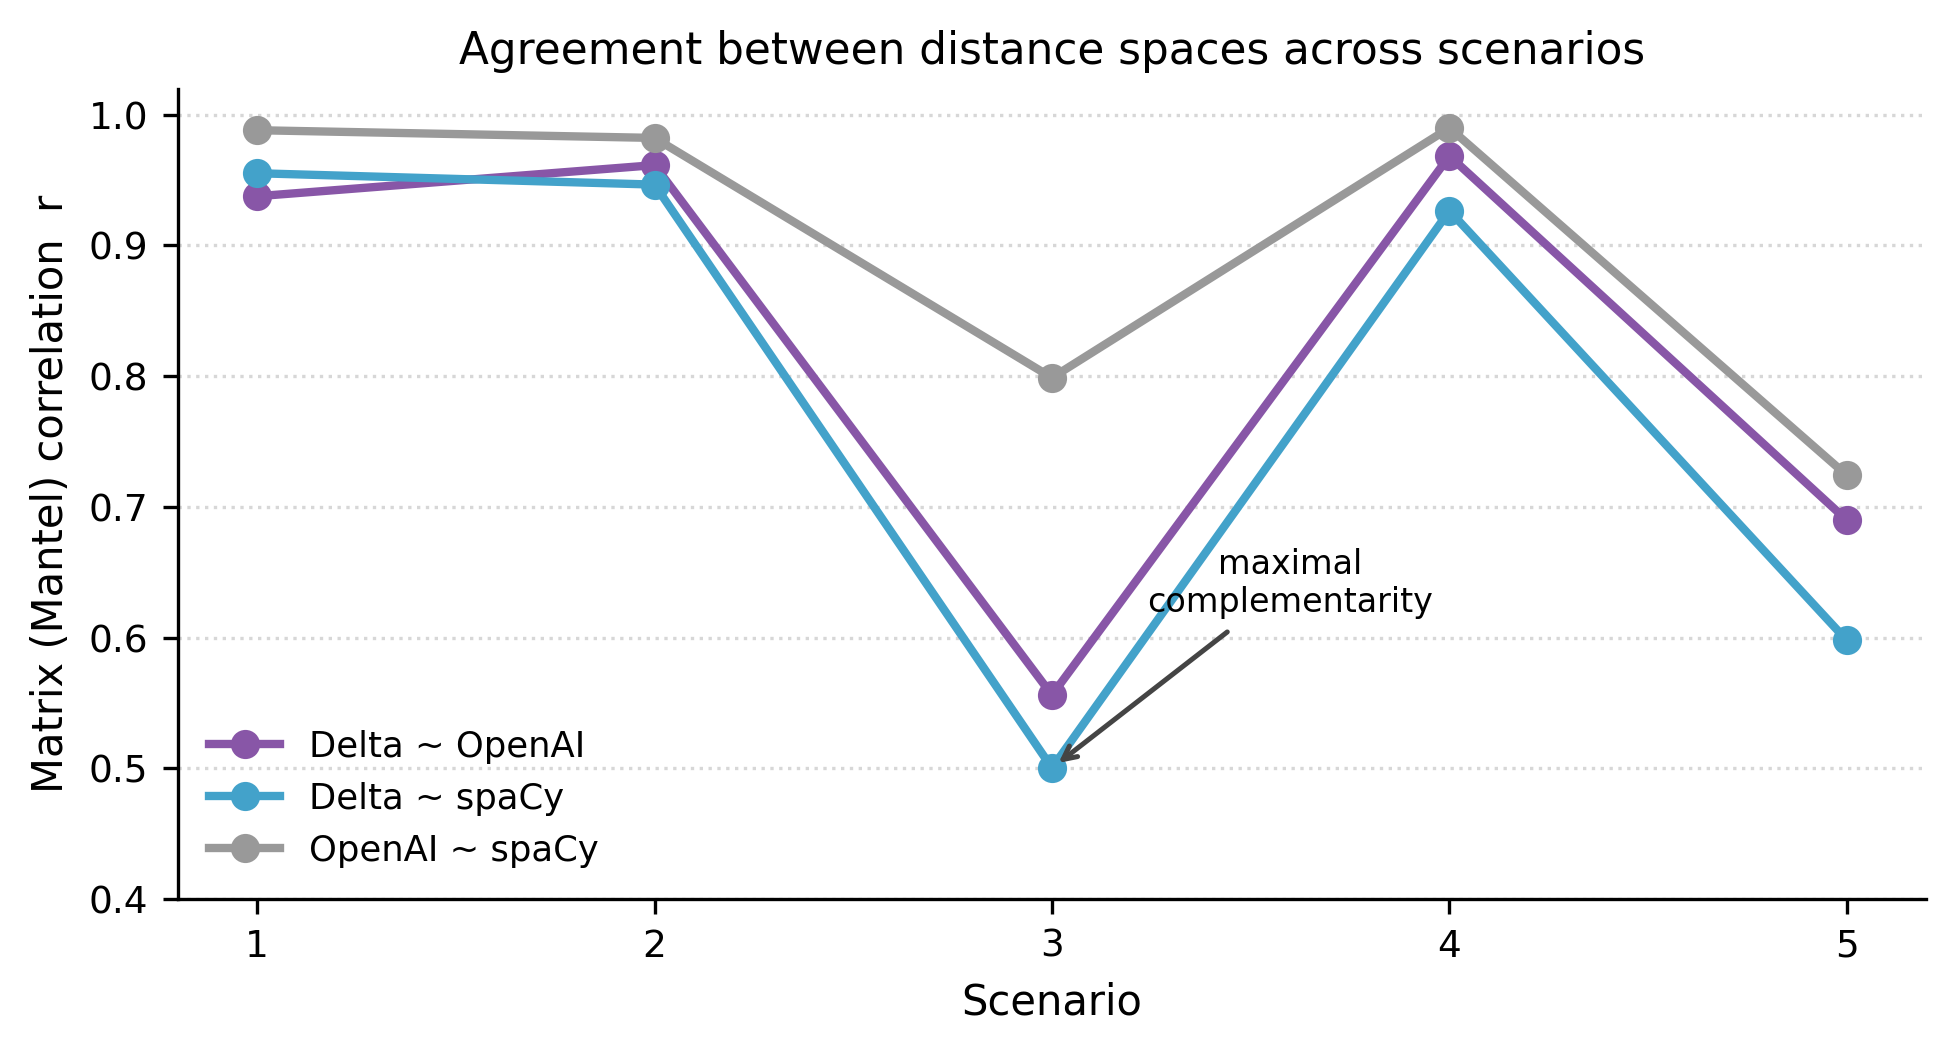 Agreement between distance spaces across scenarios
Matrix (Mantel) correlation r
1.0
0.9
0.8
0.7
0.6
0.5
0.4
maximal
complementarity
Delta ~ OpenAI
Delta ~ spaCy
OpenAI ~ spaCy
1 2 3 4 5
Scenario